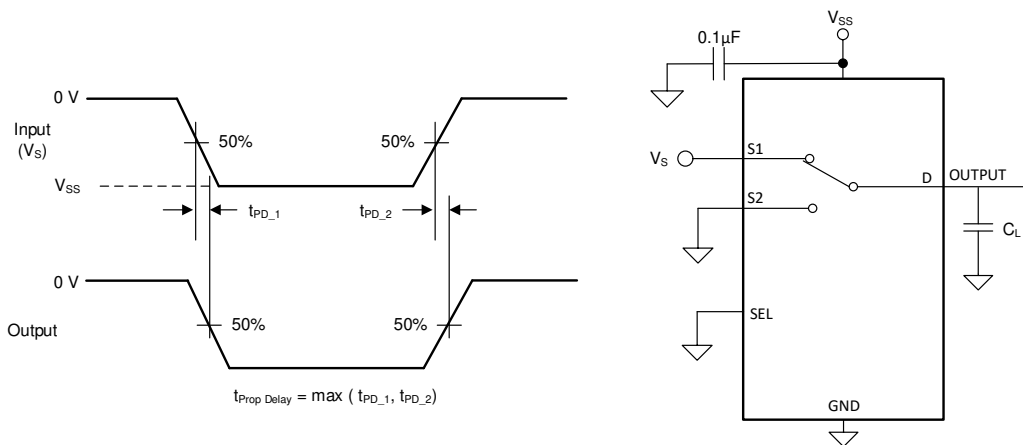 0 V
Input
(VS)
50%
50%
VSS
tPD_1
tPD_2
0 V
Output
50%
50%
tProp Delay = max ( tPD_1, tPD_2)
VSS
0.1µF
VS
S1
D
OUTPUT
S2
CL
SEL
GND